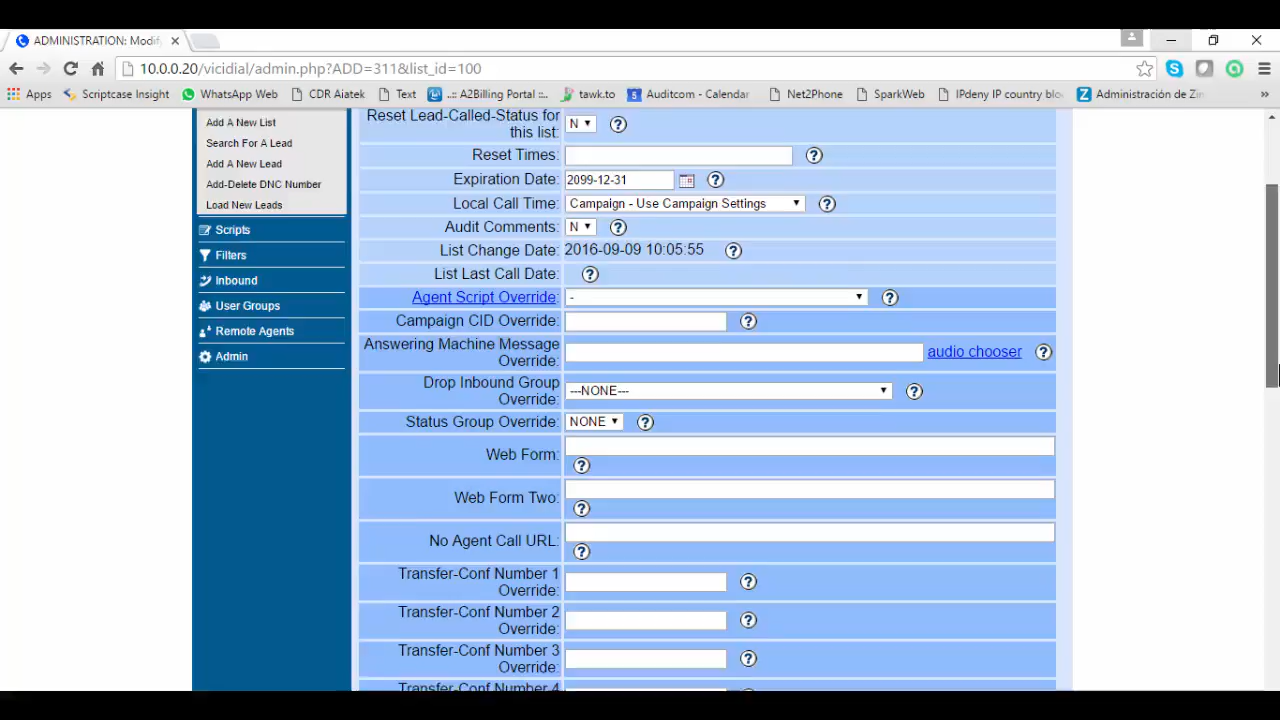 ADMINISTRATION: Modif
10.0.0.20/vicidial/admin.php?ADD=311&list_id=100
Apps Scriptcase Insight WhatsApp Web CDR Aiatek Text ..:: A2Billing Portal ::.. tawk.to Auditcom - Calendar Net2Phone SparkWeb IPdeny IP country blo Administración de Zin »
Add A New List
Search For A Lead
Add A New Lead
Add-Delete DNC Number
Load New Leads
Scripts
Filters
Inbound
User Groups
Remote Agents
Admin
Reset Lead-Called-Status for
this list: N ?
Reset Times: ?
Expiration Date: 2099-12-31 ?
Local Call Time: Campaign - Use Campaign Settings ?
Audit Comments: N ?
List Change Date: 2016-09-09 10:05:55 ?
List Last Call Date: ?
Agent Script Override: - ?
Campaign CID Override: ?
Answering Machine Message
Override: audio chooser ?
Drop Inbound Group
Override: ---NONE--- ?
Status Group Override: NONE ?
Web Form:
?
Web Form Two:
?
No Agent Call URL:
?
Transfer-Conf Number 1
Override: ?
Transfer-Conf Number 2
Override: ?
Transfer-Conf Number 3
Override: ?
Transfer-Conf Number 4